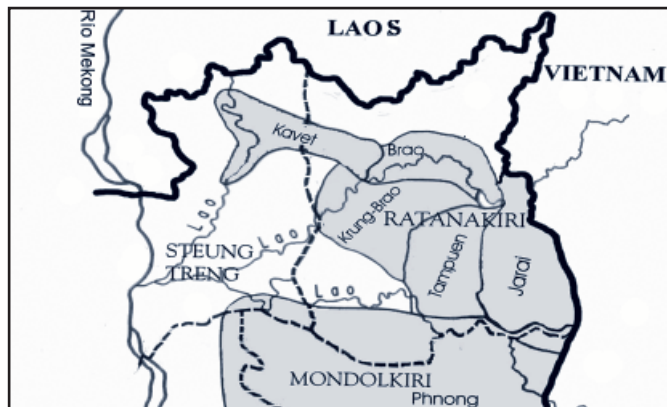 LAOS
Rio Mekong
VIETNAM
Kavet
Brao
Lao
Krung-Brao
RATANAKIRI
Lao
STEUNG
TRENG
Tampuen
Jarai
Lao
MONDOLKIRI
Phnong